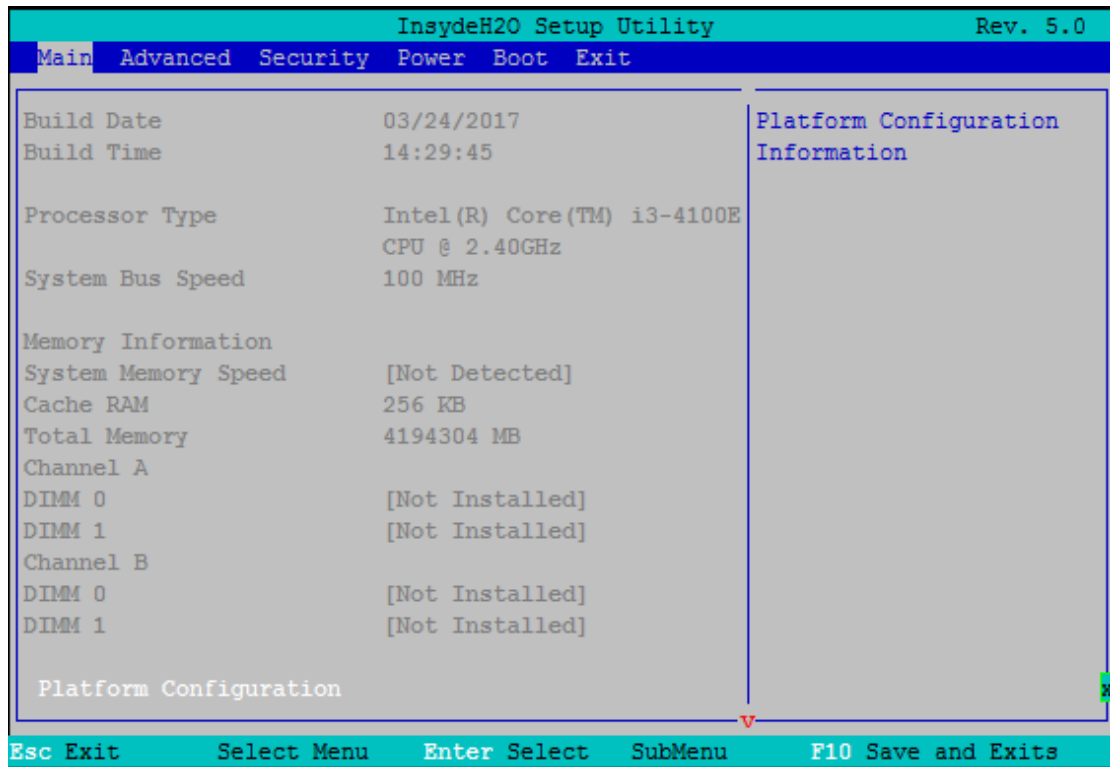 InsydeH2O Setup Utility Rev. 5.0
Main Advanced Security Power Boot Exit
Build Date 03/24/2017
Build Time 14:29:45
Processor Type Intel(R) Core(TM) i3-4100E
CPU @ 2.40GHz
System Bus Speed 100 MHz
Memory Information
System Memory Speed [Not Detected]
Cache RAM 256 KB
Total Memory 4194304 MB
Channel A
DIMM 0 [Not Installed]
DIMM 1 [Not Installed]
Channel B
DIMM 0 [Not Installed]
DIMM 1 [Not Installed]
Platform Configuration
Platform Configuration
Information
v
Esc Exit Select Menu Enter Select SubMenu F10 Save and Exits